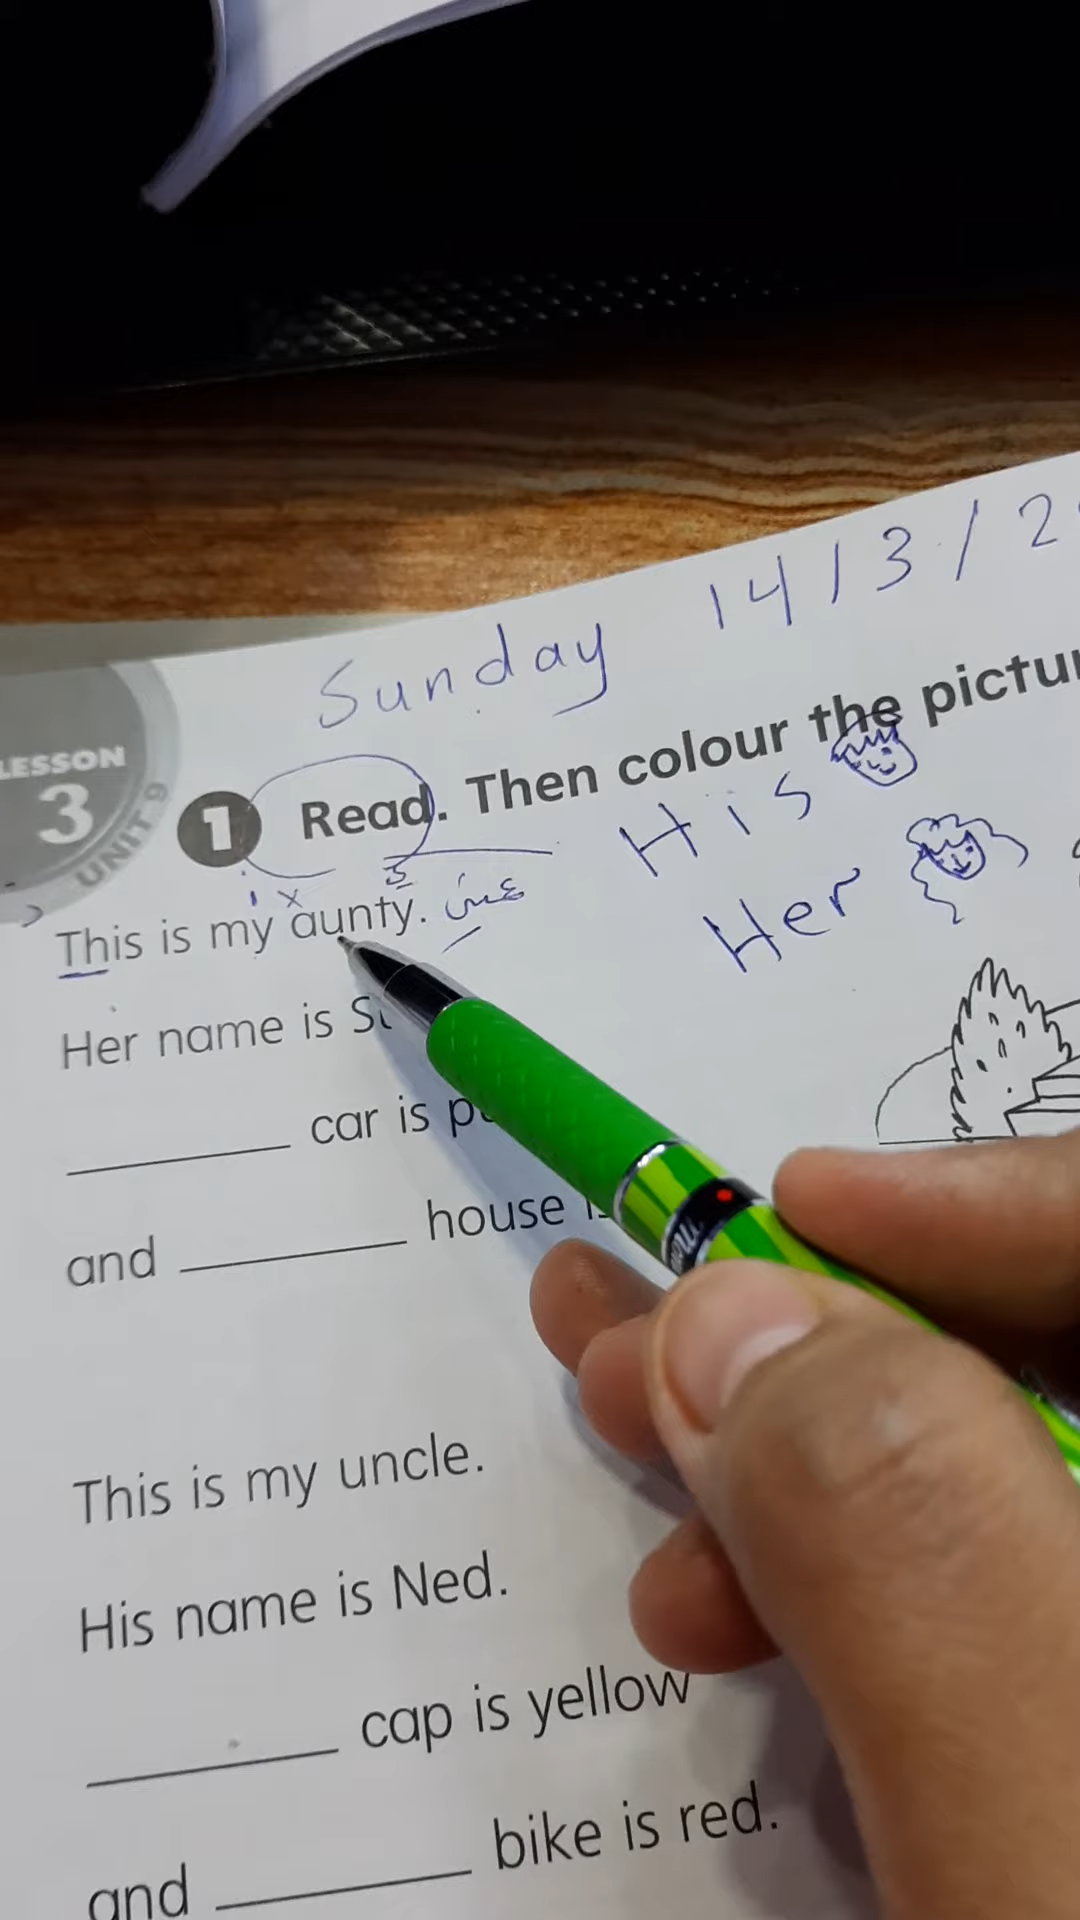 Sunday 14/3/2
LESSON
3
UNIT 9
1 Read. Then colour the pictu
His
Her
This is my aunty. عمة
Her name is S
car is p
and house
This is my uncle.
His name is Ned.
cap is yellow
and bike is red.